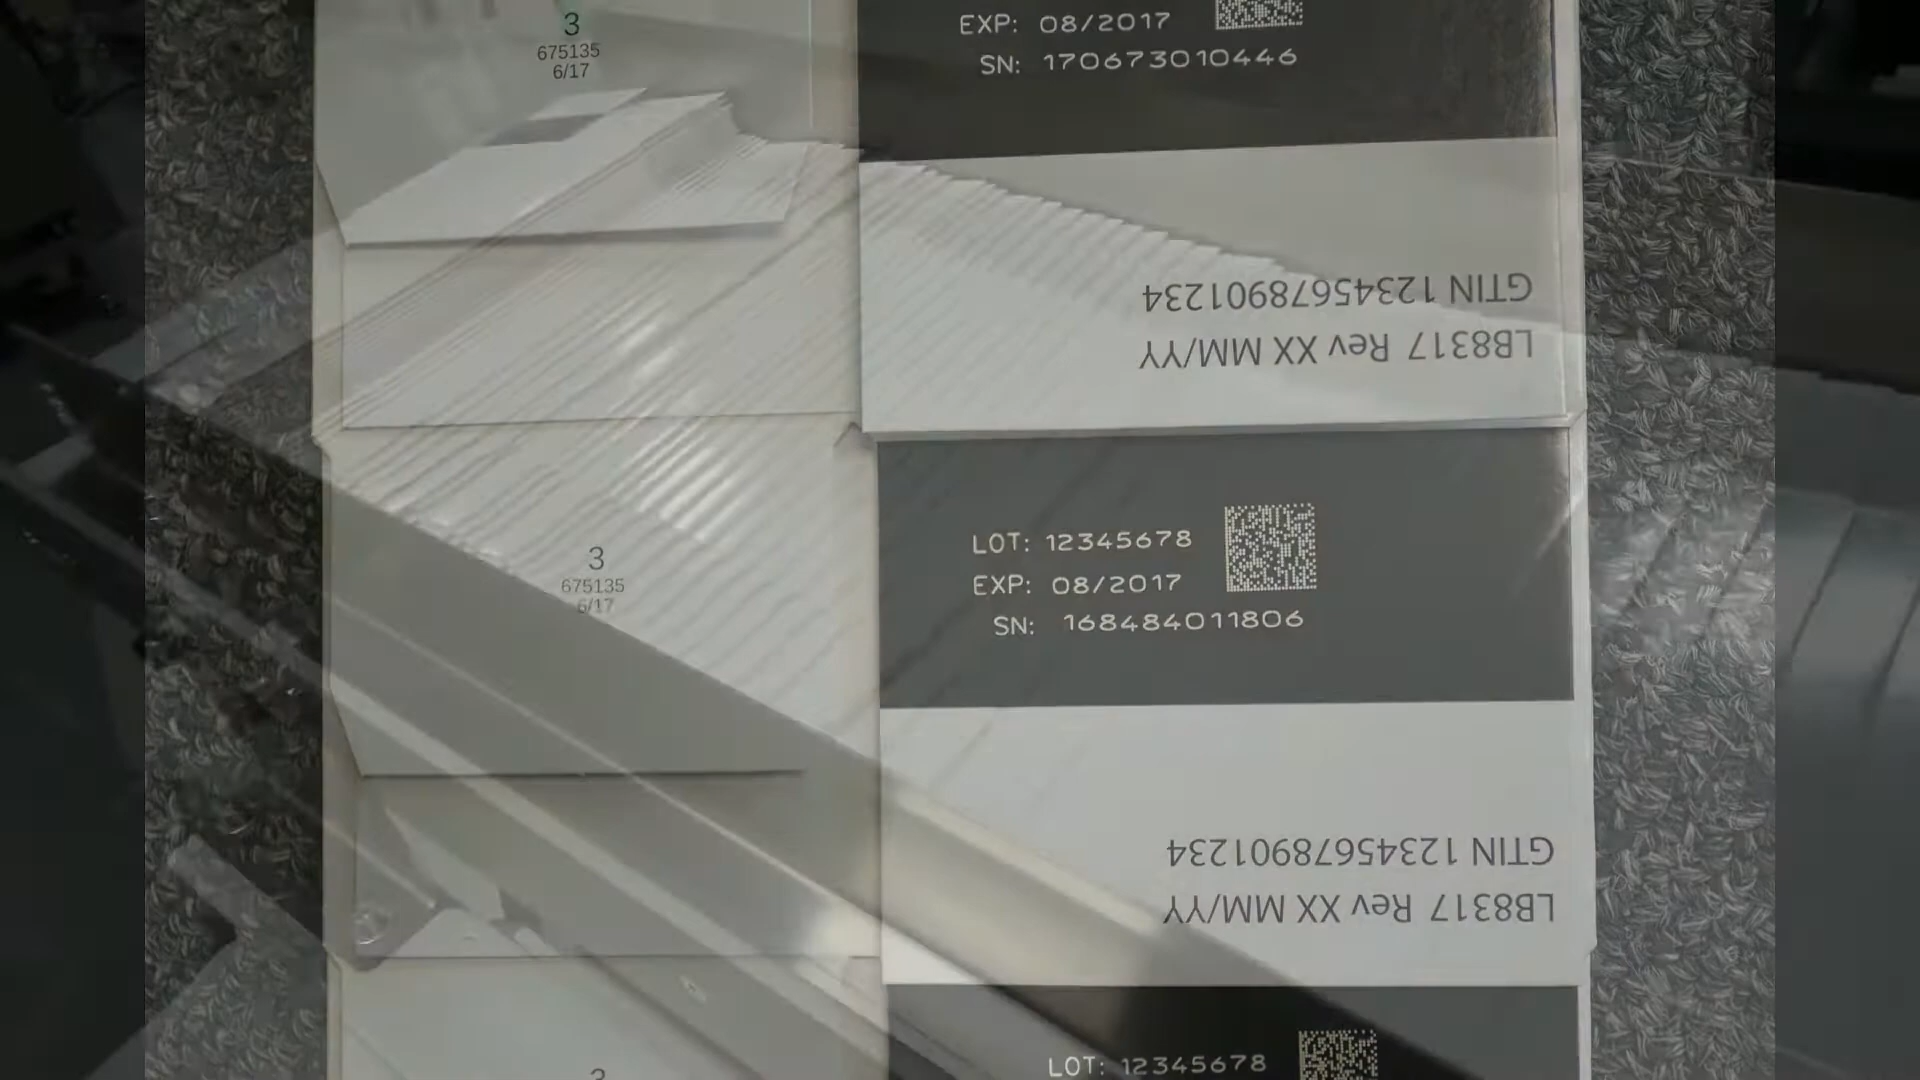 3
675135
6/17
EXP: 08/2017
SN: 170673010446
GTIN 12345678901234
LB8317 Rev XX MM/YY
3
675135
6/17
LOT: 12345678
EXP: 08/2017
SN: 168484011806
GTIN 12345678901234
LB8317 Rev XX MM/YY
LOT: 12345678